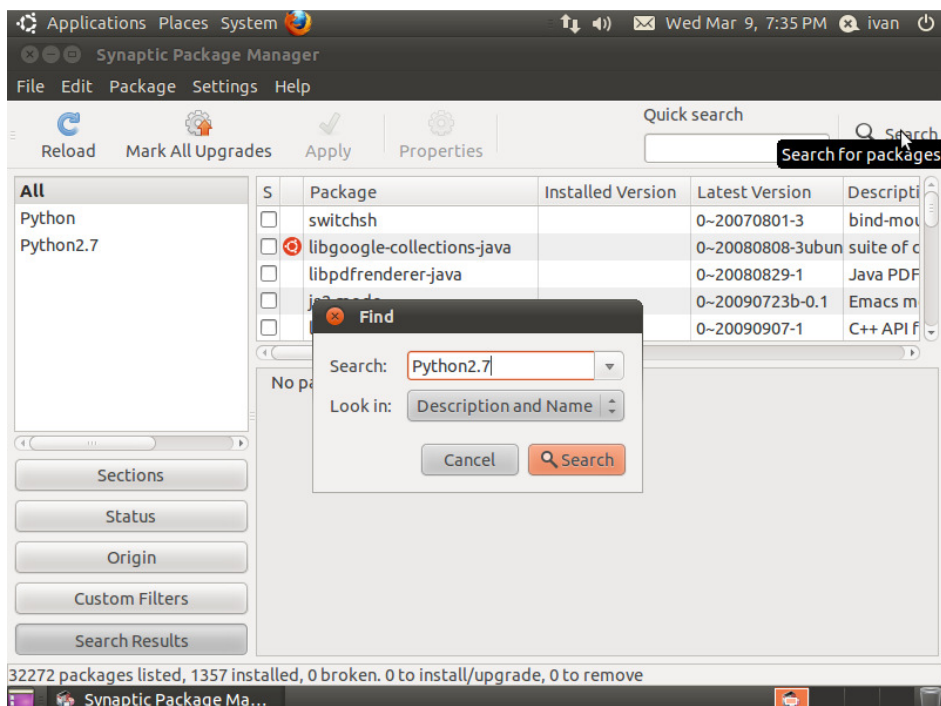 Applications Places System Wed Mar 9, 7:35 PM ivan
Synaptic Package Manager
File Edit Package Settings Help
Reload Mark All Upgrades Apply Properties Quick search Search
Search for packages
All
Python
Python2.7
S Package Installed Version Latest Version Descripti
switchsh 0~20070801-3 bind-mou
libgoogle-collections-java 0~20080808-3ubun suite of c
libpdfrenderer-java 0~20080829-1 Java PDF
0~20090723b-0.1 Emacs m
0~20090907-1 C++ API f
No pa
Find
Search: Python2.7
Look in: Description and Name
Cancel Search
Sections
Status
Origin
Custom Filters
Search Results
32272 packages listed, 1357 installed, 0 broken. 0 to install/upgrade, 0 to remove
Synaptic Package Ma...